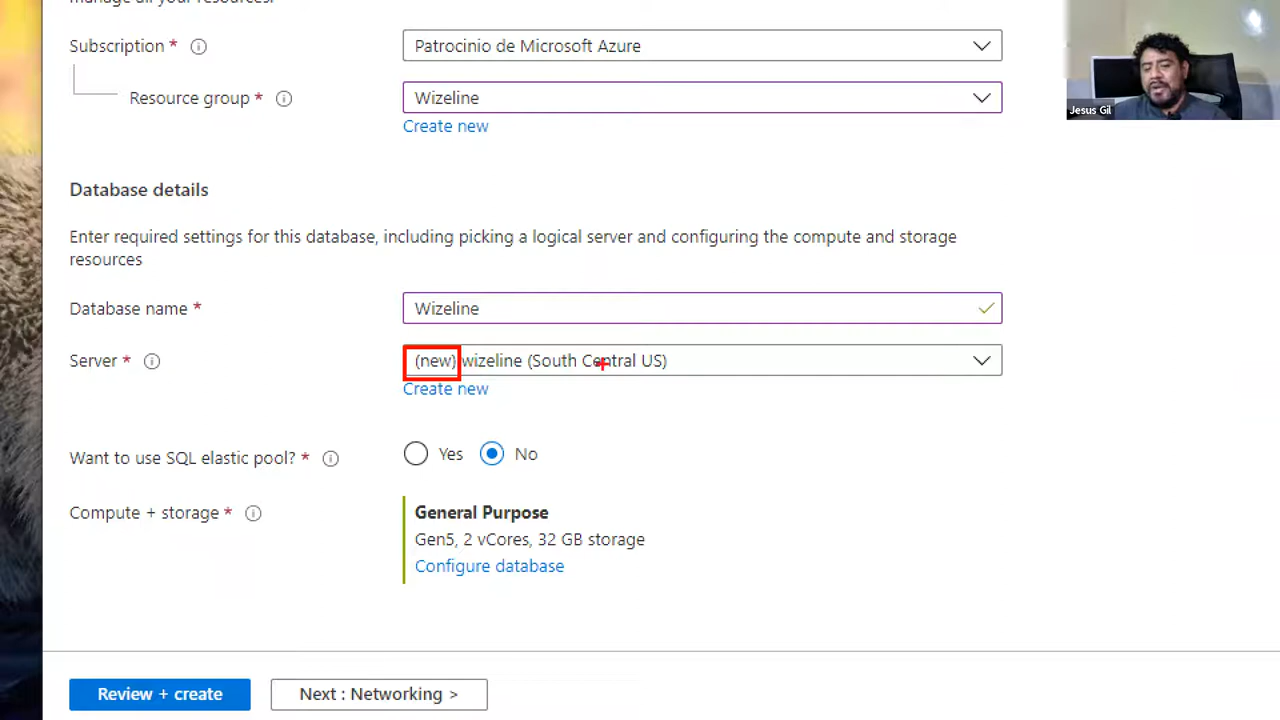 Subscription *
Patrocinio de Microsoft Azure
Jesus Gil
Resource group *
Wizeline
Create new
Database details
Enter required settings for this database, including picking a logical server and configuring the compute and storage
resources
Database name *
Wizeline
Server *
(new) wizeline (South Central US)
Create new
Want to use SQL elastic pool? *
Yes
No
Compute + storage *
General Purpose
Gen5, 2 vCores, 32 GB storage
Configure database
Review + create
Next : Networking >